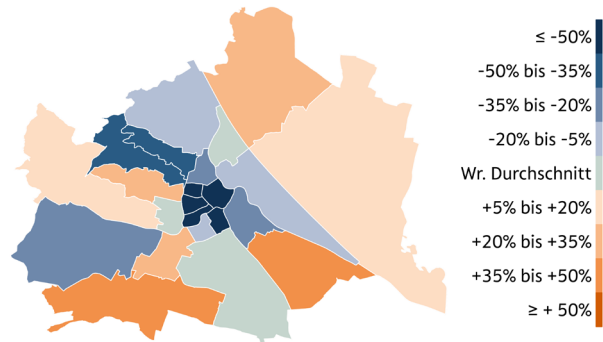 ≤ -50%
-50% bis -35%
-35% bis -20%
-20% bis -5%
Wr. Durchschnitt
+5% bis +20%
+20% bis +35%
+35% bis +50%
≥ + 50%